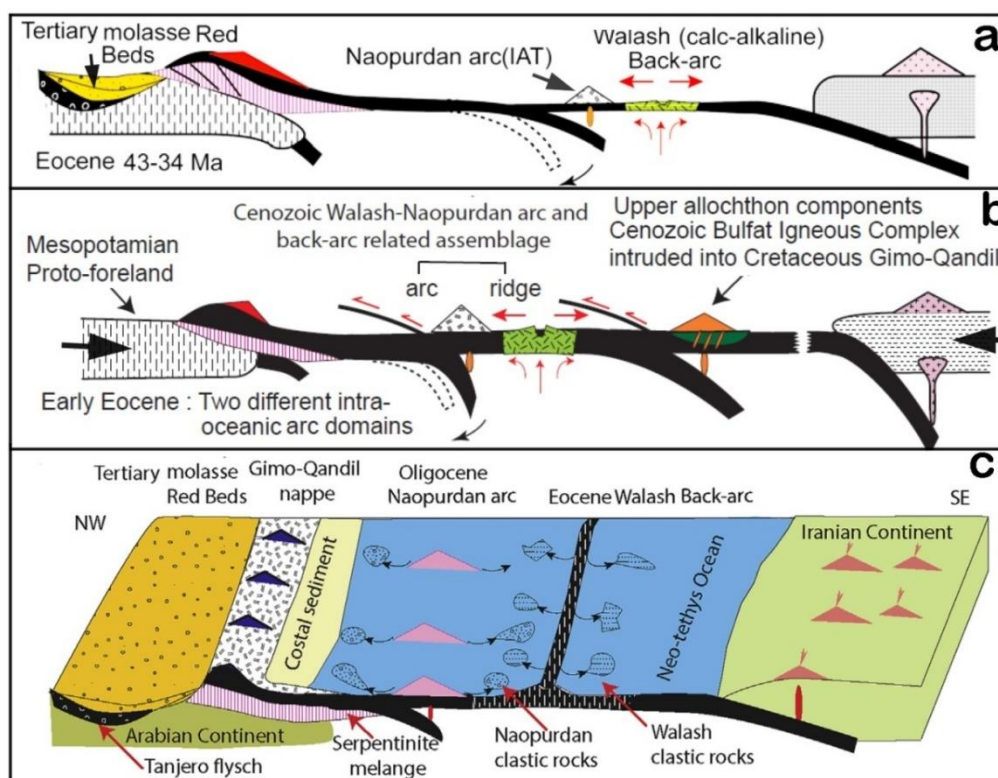 a
Tertiary molasse Red
Beds
Naopurdan arc(IAT)
Walash (calc-alkaline)
Back-arc
Eocene 43-34 Ma
b
Cenozoic Walash-Naopurdan arc and
back-arc related assemblage
Upper allochthon components
Cenozoic Bulfat Igneous Complex
intruded into Cretaceous Gimo-Qandil
Mesopotamian
Proto-foreland
arc
ridge
Early Eocene : Two different intra-
oceanic arc domains
c
Tertiary molasse
Red Beds
Gimo-Qandil
nappe
Oligocene
Naopurdan arc
Eocene Walash Back-arc
NW
SE
Costal sediment
Neo-tethys Ocean
Iranian Continent
Arabian Continent
Tanjero flysch
Serpentinite
melange
Naopurdan
clastic rocks
Walash
clastic rocks